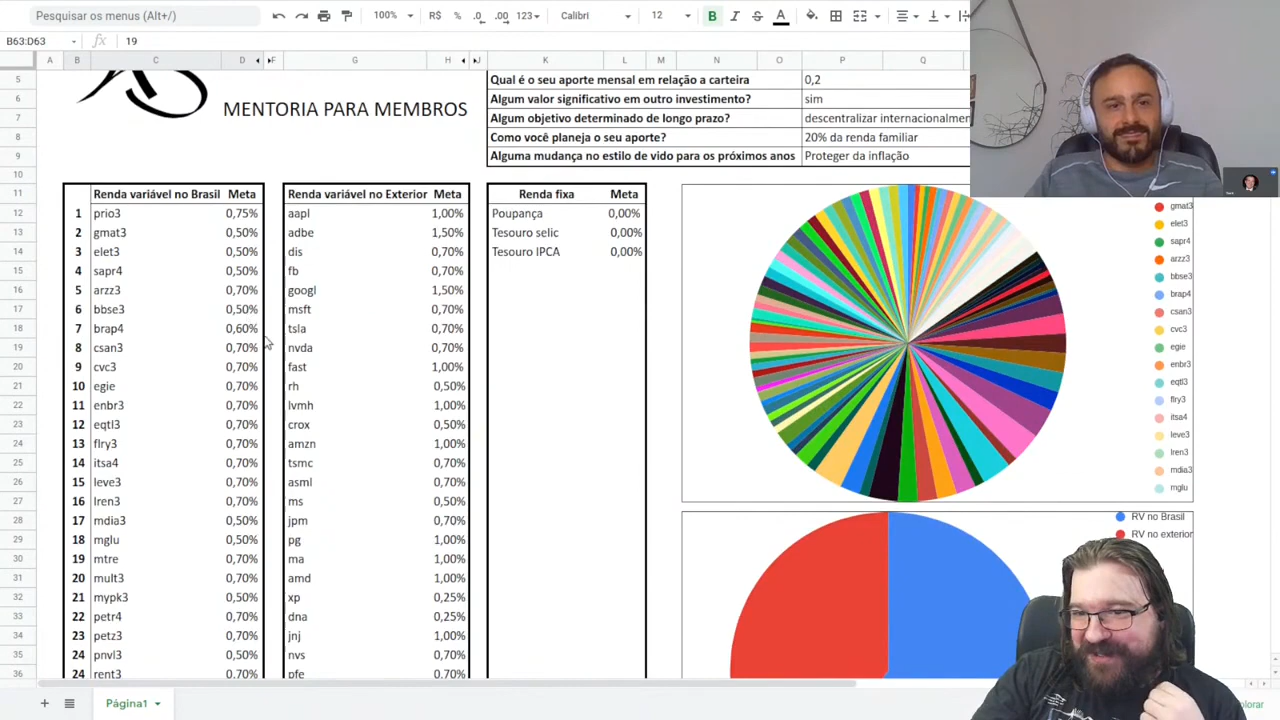 Pesquisar os menus (Alt+/)
100%
R$ % .0 .00 123
Calibri
12
B I S A
B63:D63
fx 19
A B C D F G H J K L M N O P Q
5 Qual é o seu aporte mensal em relação a carteira 0,2
6 Algum valor significativo em outro investimento? sim
7 Algum objetivo determinado de longo prazo? descentralizar internacionalmen
8 Como você planeja o seu aporte? 20% da renda familiar
9 Alguma mudança no estilo de vido para os próximos anos Proteger da inflação
MENTORIA PARA MEMBROS
10
11 Renda variável no Brasil Meta Renda variável no Exterior Meta Renda fixa Meta
12 1 prio3 0,75% aapl 1,00% Poupança 0,00%
13 2 gmat3 0,50% adbe 1,50% Tesouro selic 0,00%
14 3 elet3 0,50% dis 0,70% Tesouro IPCA 0,00%
15 4 sapr4 0,50% fb 0,70%
16 5 arzz3 0,70% googl 1,50%
17 6 bbse3 0,50% msft 0,70%
18 7 brap4 0,60% tsla 0,70%
19 8 csan3 0,70% nvda 0,70%
20 9 cvc3 0,70% fast 1,00%
21 10 egie 0,70% rh 0,50%
22 11 enbr3 0,70% lvmh 1,00%
23 12 eqtl3 0,70% crox 0,50%
24 13 flry3 0,70% amzn 1,00%
25 14 itsa4 0,70% tsmc 0,70%
26 15 leve3 0,70% asml 0,70%
27 16 lren3 0,70% ms 0,50%
28 17 mdia3 0,50% jpm 0,70%
29 18 mglu 0,50% pg 1,00%
30 19 mtre 0,70% ma 1,00%
31 20 mult3 0,70% amd 1,00%
32 21 mypk3 0,50% xp 0,25%
33 22 petr4 0,70% dna 0,25%
34 23 petz3 0,70% jnj 1,00%
35 24 pnvl3 0,50% nvs 0,70%
36 24 rent3 0,70% pfe 0,70%
gmat3
elet3
sapr4
arzz3
bbse3
brap4
csan3
cvc3
egie
enbr3
eqtl3
flry3
itsa4
leve3
lren3
mdia3
mglu
RV no Brasil
RV no exterior
Página1
lorar